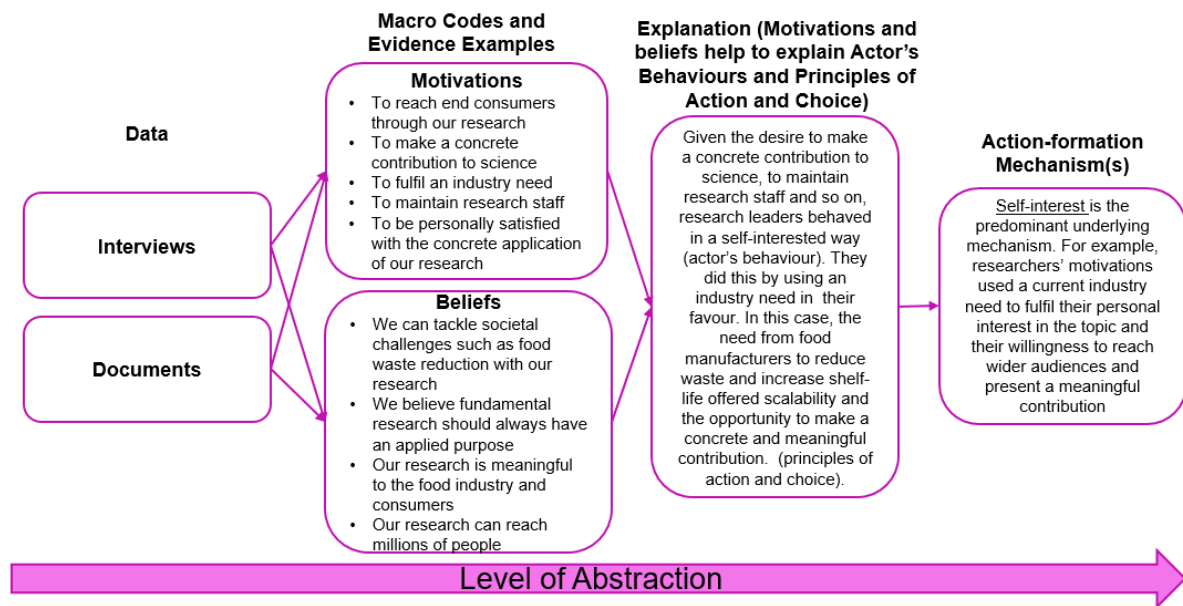 Data
Interviews
Documents
Macro Codes and
Evidence Examples
Motivations
• To reach end consumers
through our research
• To make a concrete
contribution to science
• To fulfil an industry need
• To maintain research staff
• To be personally satisfied
with the concrete application
of our research
Beliefs
• We can tackle societal
challenges such as food
waste reduction with our
research
• We believe fundamental
research should always have
an applied purpose
• Our research is meaningful
to the food industry and
consumers
• Our research can reach
millions of people
Explanation (Motivations and
beliefs help to explain Actor’s
Behaviours and Principles of
Action and Choice)
Given the desire to make
a concrete contribution to
science, to maintain
research staff and so on,
research leaders behaved
in a self-interested way
(actor’s behaviour). They
did this by using an
industry need in their
favour. In this case, the
need from food
manufacturers to reduce
waste and increase shelf-
life offered scalability and
the opportunity to make a
concrete and meaningful
contribution. (principles of
action and choice).
Action-formation
Mechanism(s)
Self-interest is the
predominant underlying
mechanism. For example,
researchers’ motivations
used a current industry
need to fulfil their personal
interest in the topic and
their willingness to reach
wider audiences and
present a meaningful
contribution
Level of Abstraction